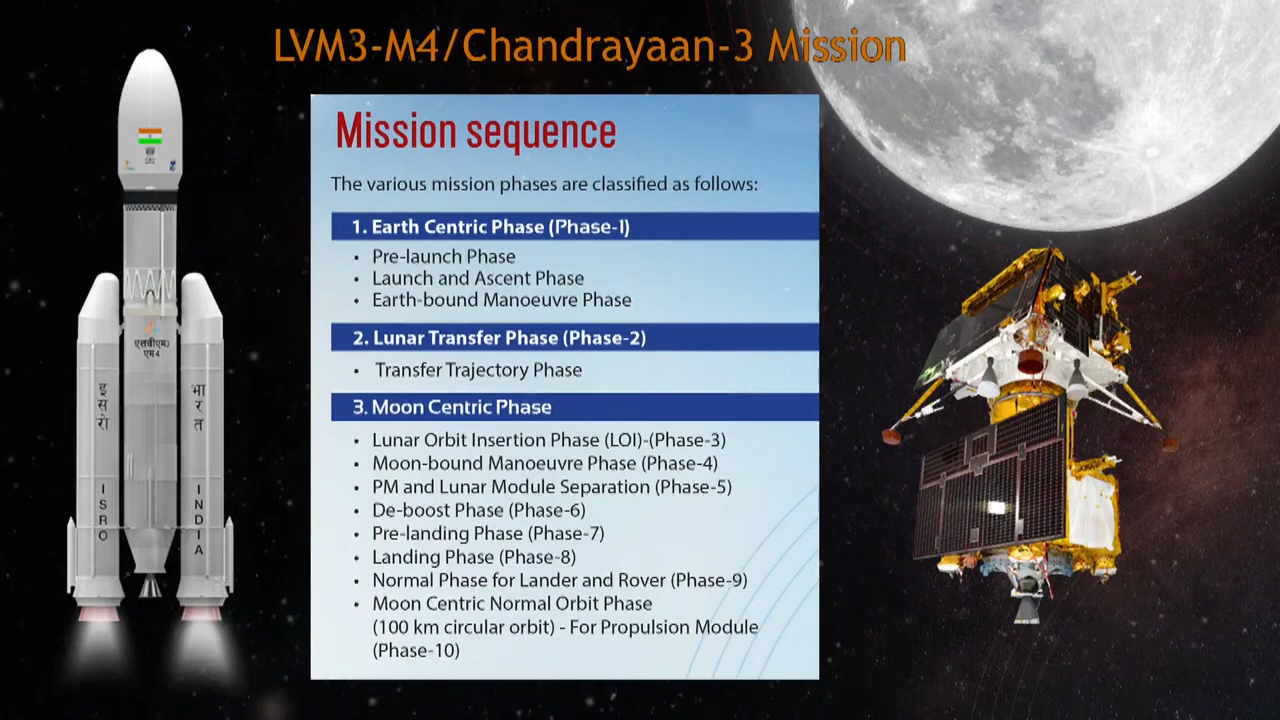 LVM3-M4/Chandrayaan-3 Mission
Mission sequence
The various mission phases are classified as follows:
1. Earth Centric Phase (Phase-1)
• Pre-launch Phase
• Launch and Ascent Phase
• Earth-bound Manoeuvre Phase
2. Lunar Transfer Phase (Phase-2)
• Transfer Trajectory Phase
3. Moon Centric Phase
• Lunar Orbit Insertion Phase (LOI)-(Phase-3)
• Moon-bound Manoeuvre Phase (Phase-4)
• PM and Lunar Module Separation (Phase-5)
• De-boost Phase (Phase-6)
• Pre-landing Phase (Phase-7)
• Landing Phase (Phase-8)
• Normal Phase for Lander and Rover (Phase-9)
• Moon Centric Normal Orbit Phase
(100 km circular orbit) - For Propulsion Module
(Phase-10)
एलवीएम3
एम4
इसरो
ISRO
भारत
INDIA